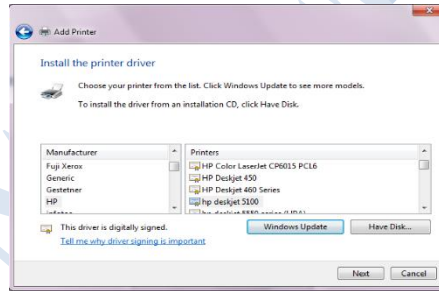 Add Printer
Install the printer driver
Choose your printer from the list. Click Windows Update to see more models.
To install the driver from an installation CD, click Have Disk.
Manufacturer
Fuji Xerox
Generic
Gestetner
HP
Printers
HP Color LaserJet CP6015 PCL6
HP Deskjet 450
HP Deskjet 460 Series
hp deskjet 5100
This driver is digitally signed.
Tell me why driver signing is important
Windows Update
Have Disk...
Next
Cancel